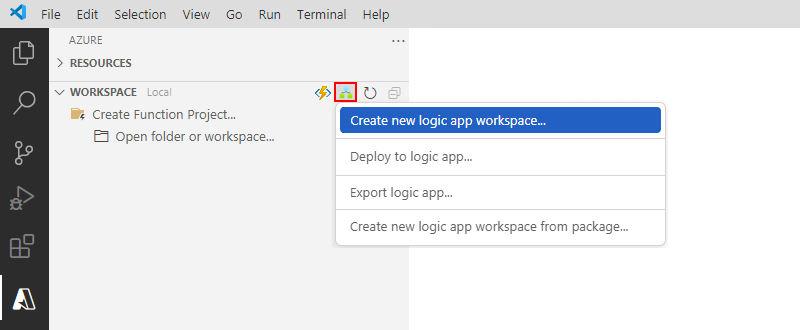 File Edit Selection View Go Run Terminal Help
AZURE ...
RESOURCES
WORKSPACE Local
Create Function Project...
Open folder or workspace...
Create new logic app workspace...
Deploy to logic app...
Export logic app...
Create new logic app workspace from package...